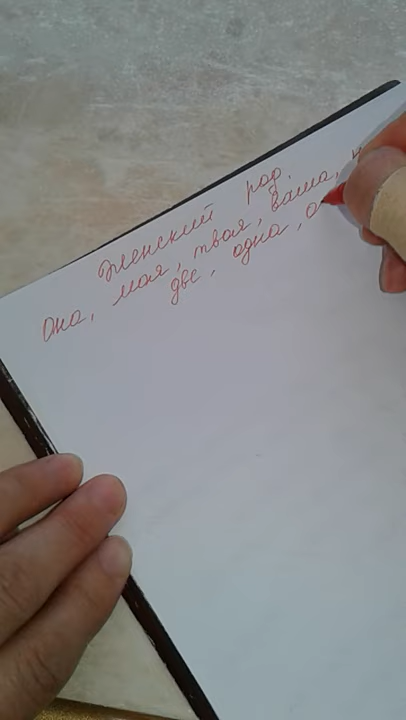 Женский род.
Она, моя, твоя, ваша,
две, одна,